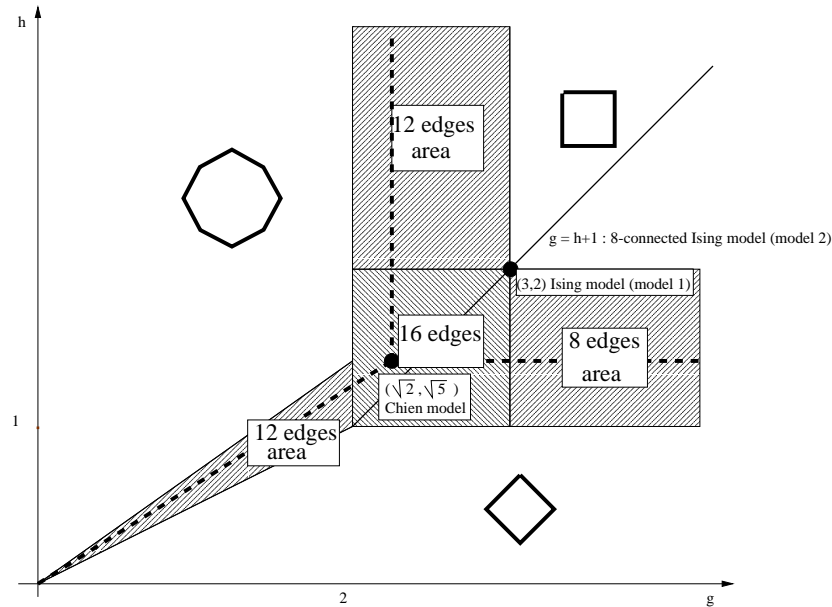 h
12 edges
area
g = h+1 : 8-connected Ising model (model 2)
(3,2) Ising model (model 1)
16 edges
8 edges
area
(√2 ,√5 )
Chien model
1
12 edges
area
2
g